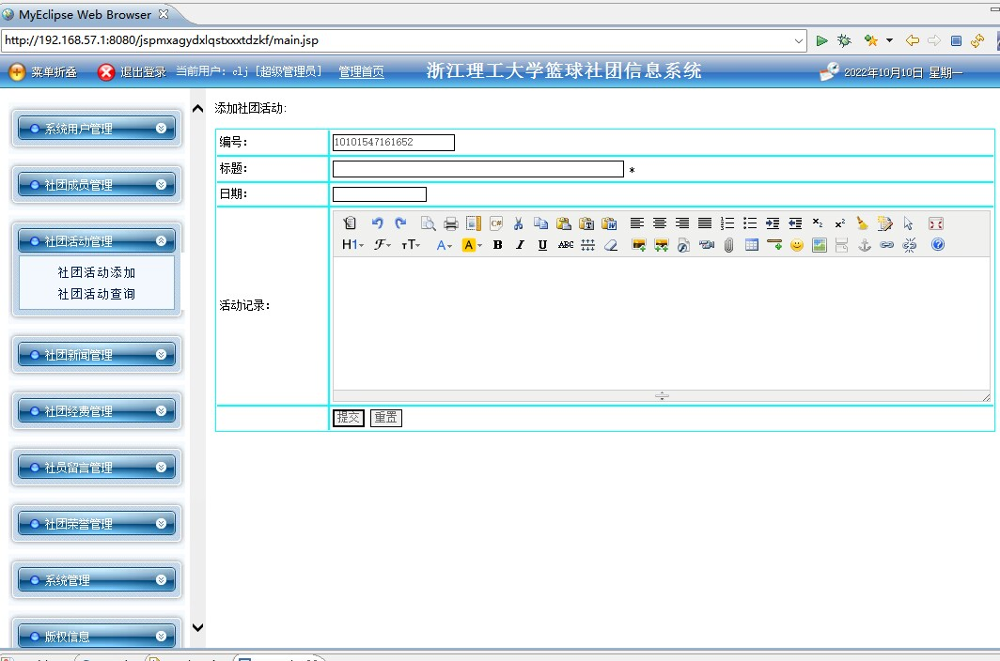 MyEclipse Web Browser
http://192.168.57.1:8080/jspmxagydxlqstxxxtdzkf/main.jsp
菜单折叠 退出登录 当前用户：clj [超级管理员] 管理首页 浙江理工大学篮球社团信息系统 2022年10月10日 星期一
系统用户管理
社团成员管理
社团活动管理
社团活动添加
社团活动查询
社团新闻管理
社团经费管理
社员留言管理
社团荣誉管理
系统管理
版权信息
添加社团活动:
编号： 10101547161652
标题： *
日期：
活动记录：
提交 重置